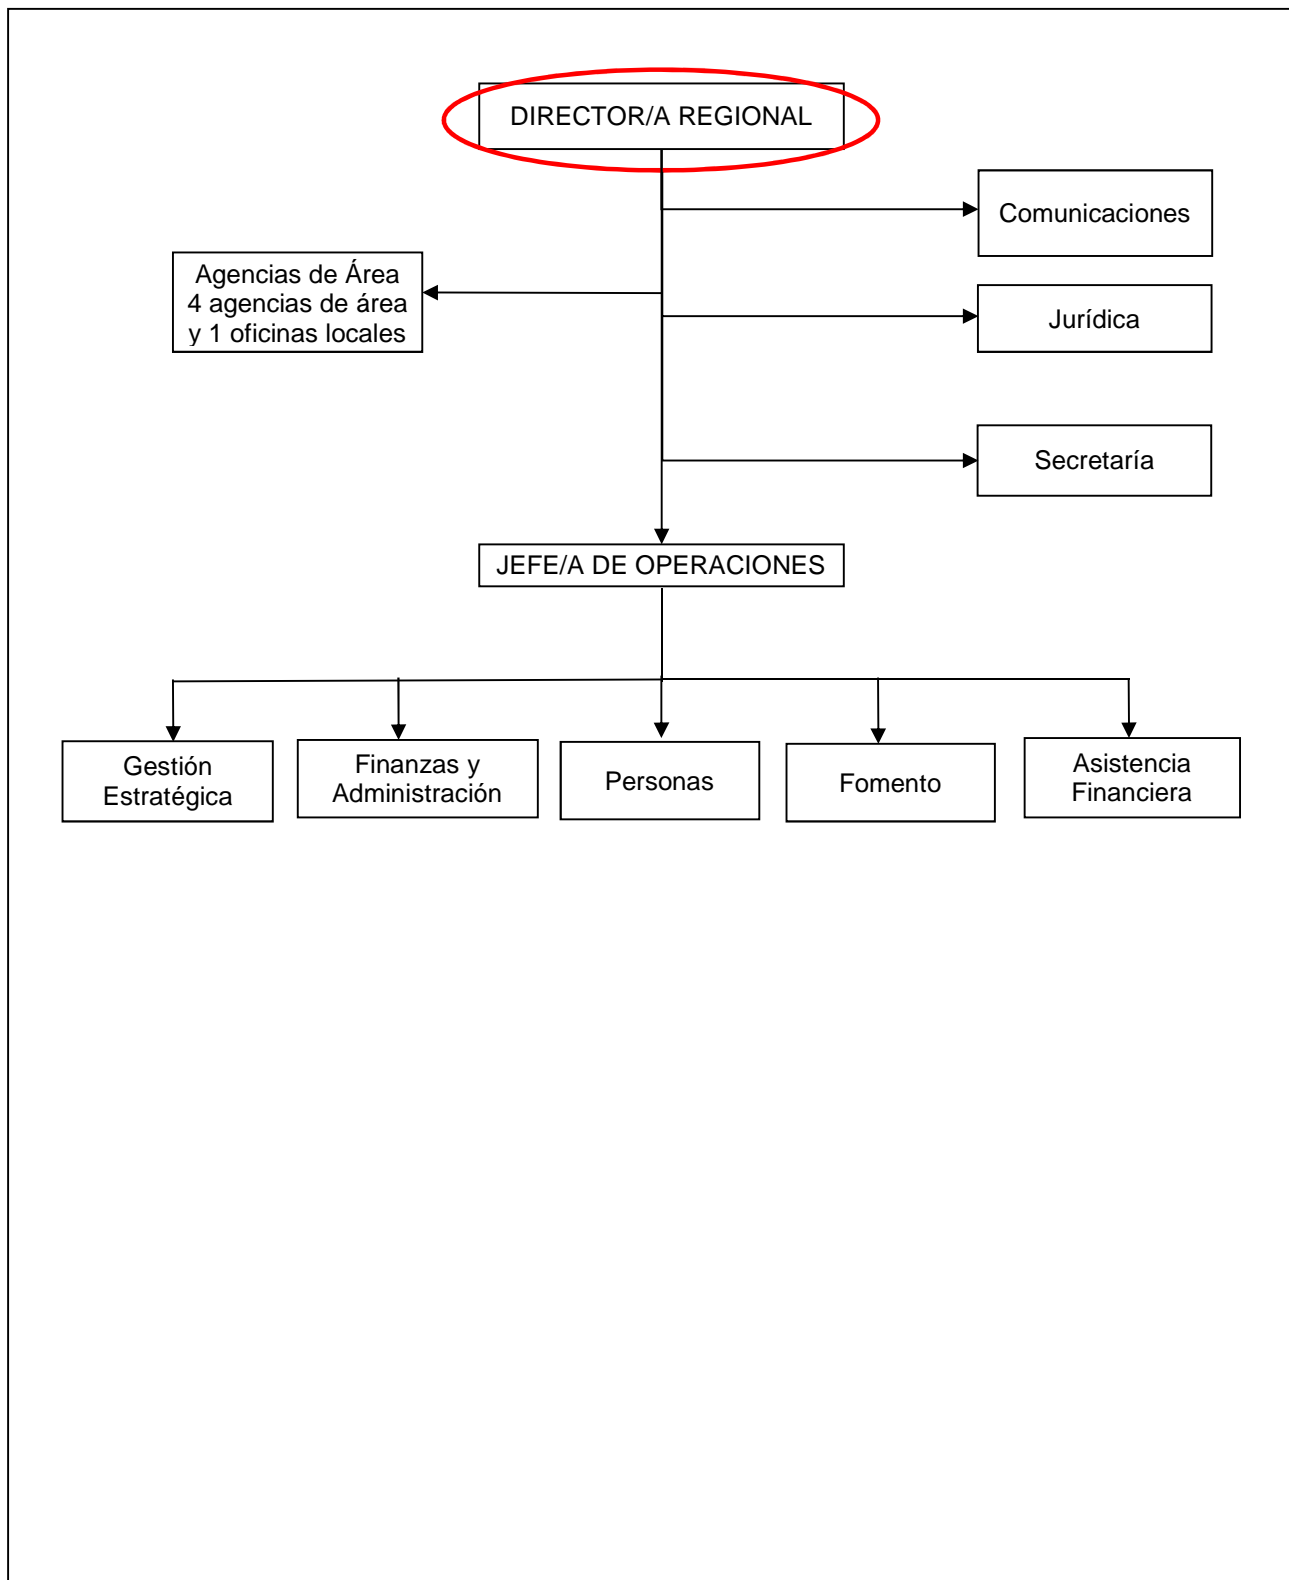 DIRECTOR/A REGIONAL
Comunicaciones
Agencias de Área
4 agencias de área
y 1 oficinas locales
Jurídica
Secretaría
JEFE/A DE OPERACIONES
Gestión
Estratégica
Finanzas y
Administración
Personas
Fomento
Asistencia
Financiera